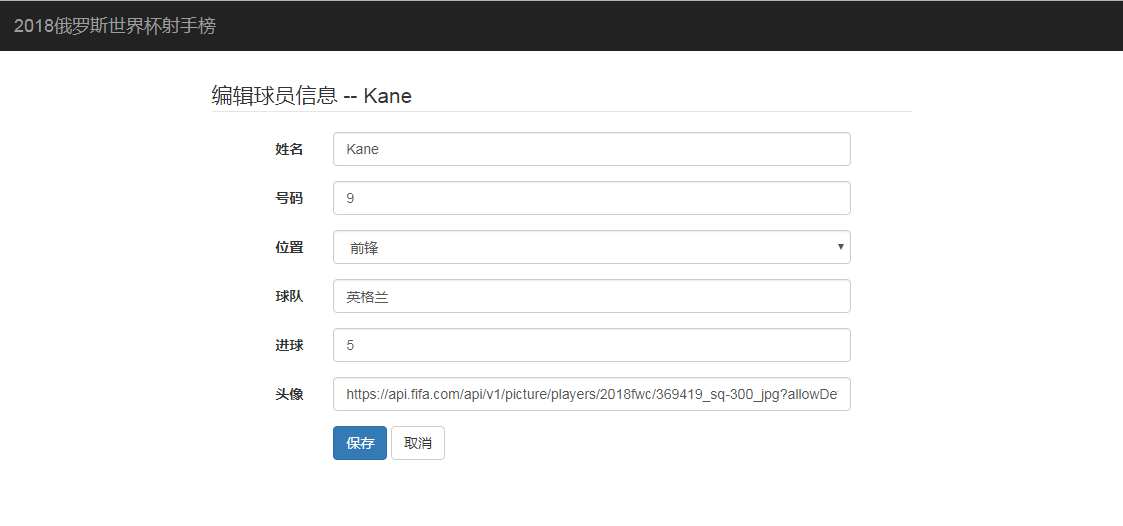 2018俄罗斯世界杯射手榜
编辑球员信息 -- Kane
姓名 Kane
号码 9
位置 前锋
球队 英格兰
进球 5
头像 https://api.fifa.com/api/v1/picture/players/2018fwc/369419_sq-300_jpg?allowDe
保存 取消